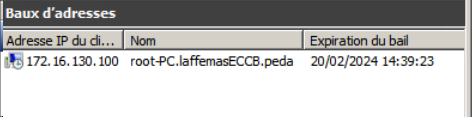 Baux d'adresses
Adresse IP du cli... Nom Expiration du bail
172.16.130.100 root-PC.laffemasECCB.peda 20/02/2024 14:39:23